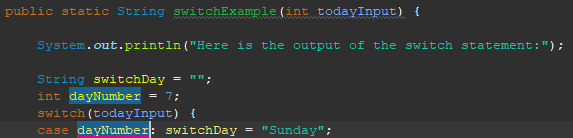 public static String switchExample(int todayInput) {
System.out.println("Here is the output of the switch statement:");
String switchDay = "";
int dayNumber = 7;
switch(todayInput) {
case dayNumber: switchDay = "Sunday";